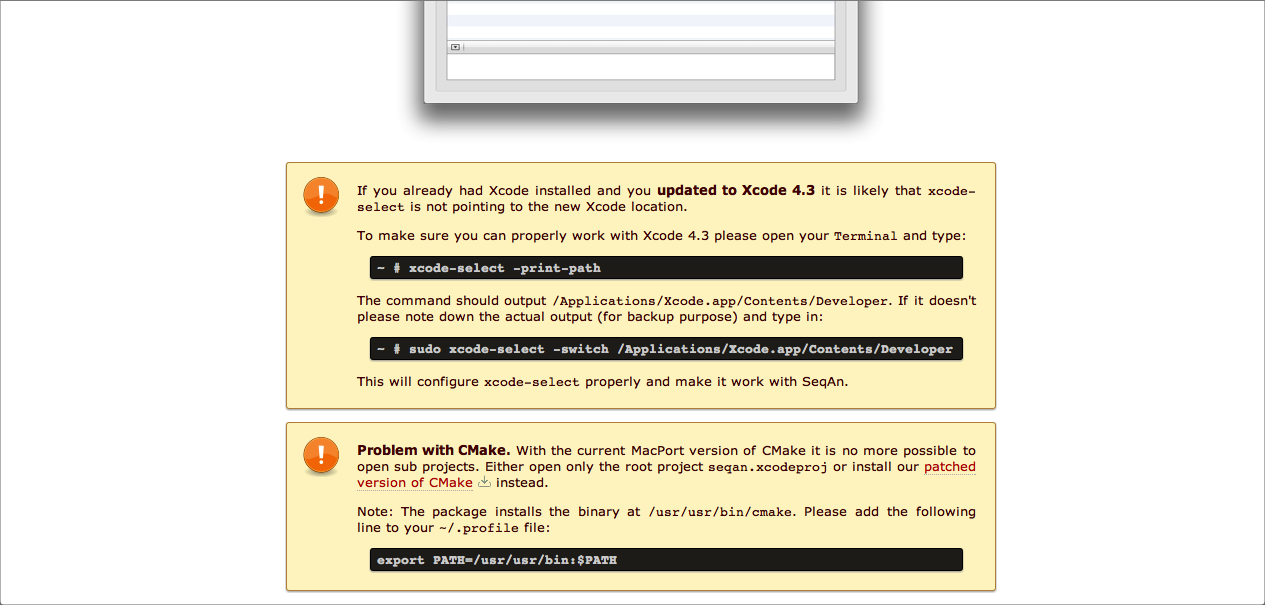 If you already had Xcode installed and you updated to Xcode 4.3 it is likely that xcode-
select is not pointing to the new Xcode location.
To make sure you can properly work with Xcode 4.3 please open your Terminal and type:
~ # xcode-select -print-path
The command should output /Applications/Xcode.app/Contents/Developer. If it doesn't
please note down the actual output (for backup purpose) and type in:
~ # sudo xcode-select -switch /Applications/Xcode.app/Contents/Developer
This will configure xcode-select properly and make it work with SeqAn.
Problem with CMake. With the current MacPort version of CMake it is no more possible to
open sub projects. Either open only the root project seqan.xcodeproj or install our patched
version of CMake instead.
Note: The package installs the binary at /usr/usr/bin/cmake. Please add the following
line to your ~/.profile file:
export PATH=/usr/usr/bin:$PATH